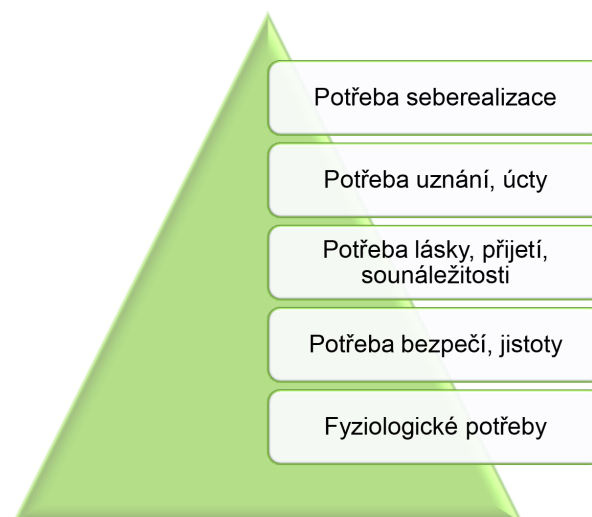 Potřeba seberealizace
Potřeba uznání, úcty
Potřeba lásky, přijetí,
sounáležitosti
Potřeba bezpečí, jistoty
Fyziologické potřeby